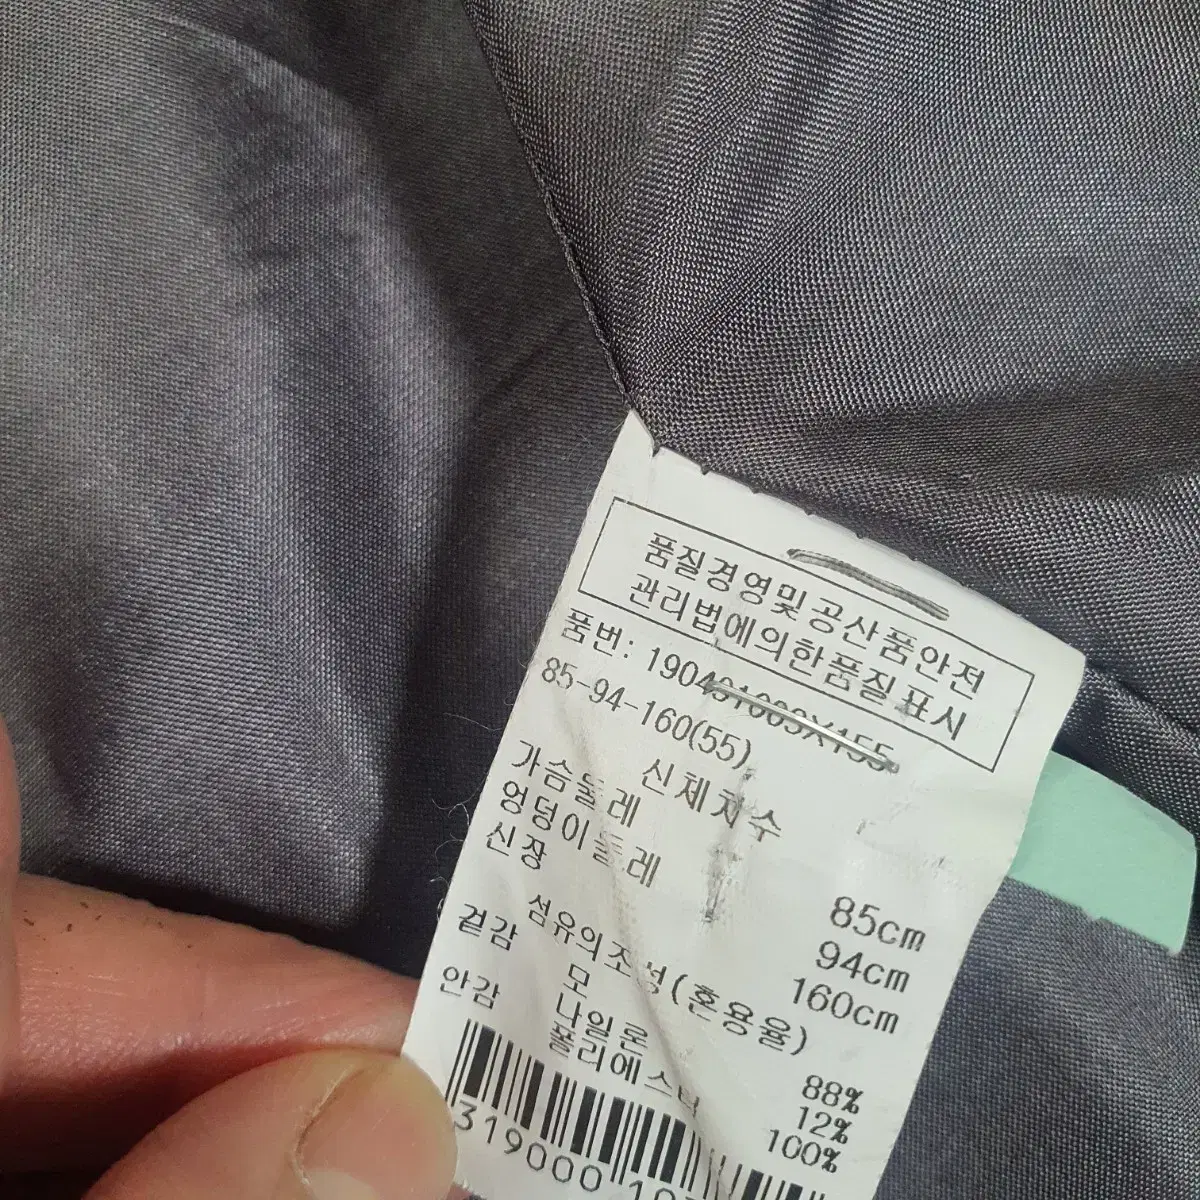 품질경영및공산품안전
관리법에의한품질표시
품번: 190431003X155
85-94-160(55)
신체치수
가슴둘레 85cm
엉덩이둘레 94cm
신장 160cm
섬유의조성(혼용율)
겉감 모 88%
나일론 12%
안감 폴리에스터 100%
319000